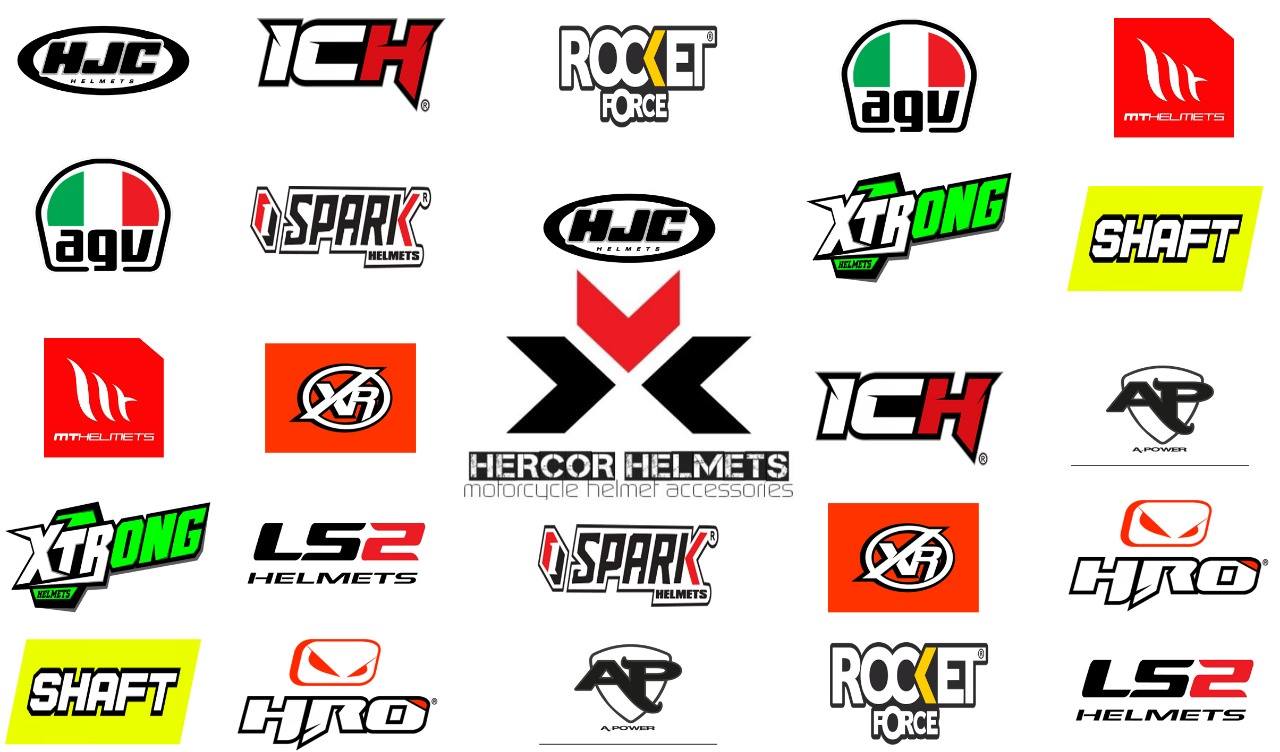 HJC
HELMETS
ICH
®
ROCKET®
FORCE
agv
MTHELMETS
agv
SPARK®
HELMETS
HJC
HELMETS
XTRONG
HELMETS
SHAFT
MTHELMETS
XR
HERCOR HELMETS
motorcycle helmet accessories
ICH
®
AP
A-POWER
XTRONG
HELMETS
LS2
HELMETS
SPARK®
HELMETS
XR
HRO®
SHAFT
HRO®
AP
A-POWER
ROCKET®
FORCE
LS2
HELMETS